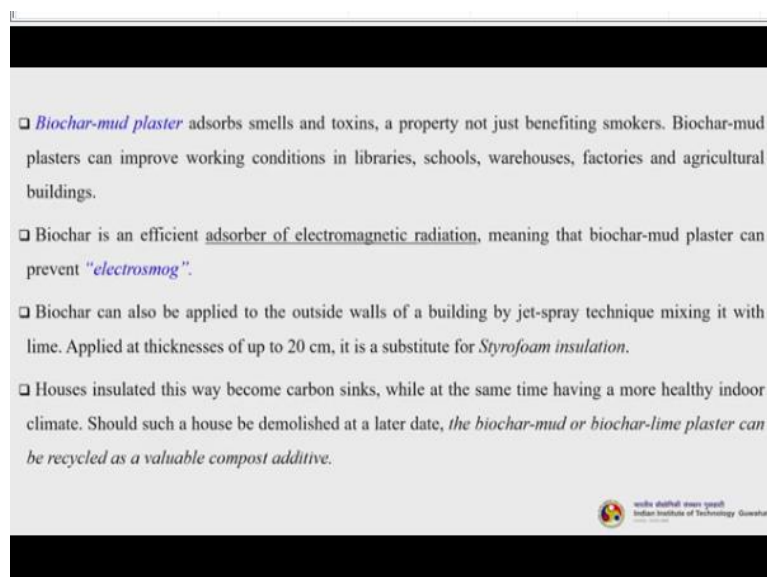 ❑ Biochar-mud plaster adsorbs smells and toxins, a property not just benefiting smokers. Biochar-mud
plasters can improve working conditions in libraries, schools, warehouses, factories and agricultural
buildings.
❑ Biochar is an efficient adsorber of electromagnetic radiation, meaning that biochar-mud plaster can
prevent “electrosmog”.
❑ Biochar can also be applied to the outside walls of a building by jet-spray technique mixing it with
lime. Applied at thicknesses of up to 20 cm, it is a substitute for Styrofoam insulation.
❑ Houses insulated this way become carbon sinks, while at the same time having a more healthy indoor
climate. Should such a house be demolished at a later date, the biochar-mud or biochar-lime plaster can
be recycled as a valuable compost additive.
Indian Institute of Technology